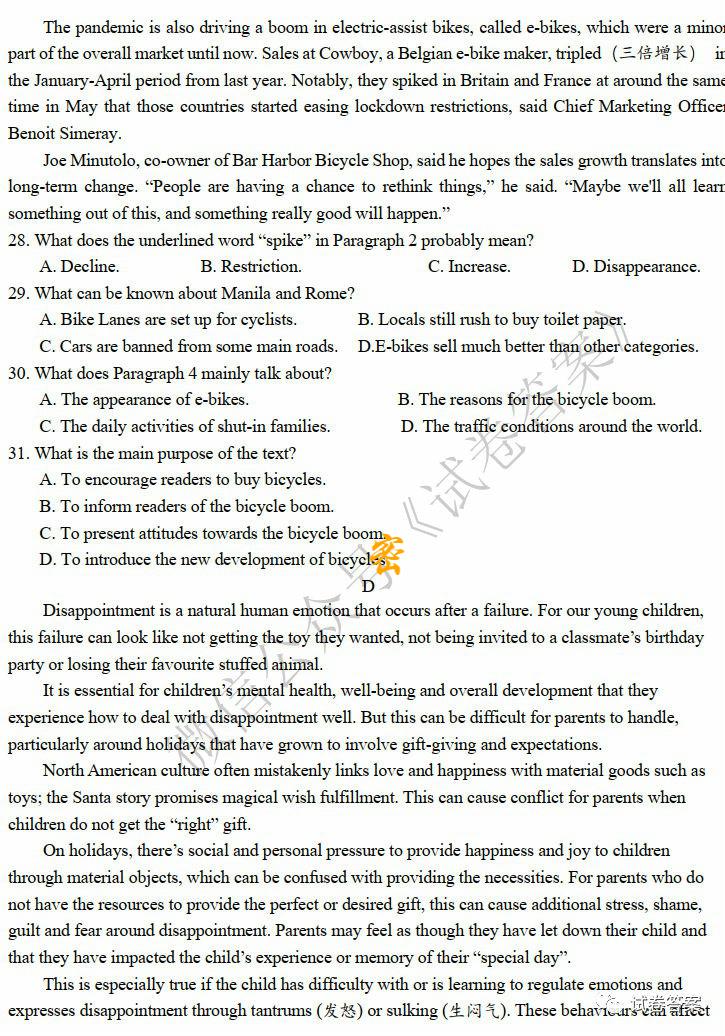 The pandemic is also driving a boom in electric-assist bikes, called e-bikes, which were a minor
part of the overall market until now. Sales at Cowboy, a Belgian e-bike maker, tripled（三倍增长） in
the January-April period from last year. Notably, they spiked in Britain and France at around the same
time in May that those countries started easing lockdown restrictions, said Chief Marketing Officer
Benoit Simeray.
Joe Minutolo, co-owner of Bar Harbor Bicycle Shop, said he hopes the sales growth translates into
long-term change. “People are having a chance to rethink things,” he said. “Maybe we'll all learn
something out of this, and something really good will happen.”
28. What does the underlined word “spike” in Paragraph 2 probably mean?
A. Decline. B. Restriction. C. Increase. D. Disappearance.
29. What can be known about Manila and Rome?
A. Bike Lanes are set up for cyclists. B. Locals still rush to buy toilet paper.
C. Cars are banned from some main roads. D.E-bikes sell much better than other categories.
30. What does Paragraph 4 mainly talk about?
A. The appearance of e-bikes. B. The reasons for the bicycle boom.
C. The daily activities of shut-in families. D. The traffic conditions around the world.
31. What is the main purpose of the text?
A. To encourage readers to buy bicycles.
B. To inform readers of the bicycle boom.
C. To present attitudes towards the bicycle boom.
D. To introduce the new development of bicycles.
密
D
Disappointment is a natural human emotion that occurs after a failure. For our young children,
this failure can look like not getting the toy they wanted, not being invited to a classmate’s birthday
party or losing their favourite stuffed animal.
It is essential for children’s mental health, well-being and overall development that they
experience how to deal with disappointment well. But this can be difficult for parents to handle,
particularly around holidays that have grown to involve gift-giving and expectations.
North American culture often mistakenly links love and happiness with material goods such as
toys; the Santa story promises magical wish fulfillment. This can cause conflict for parents when
children do not get the “right” gift.
On holidays, there’s social and personal pressure to provide happiness and joy to children
through material objects, which can be confused with providing the necessities. For parents who do
not have the resources to provide the perfect or desired gift, this can cause additional stress, shame,
guilt and fear around disappointment. Parents may feel as though they have let down their child and
that they have impacted the child’s experience or memory of their “special day”.
This is especially true if the child has difficulty with or is learning to regulate emotions and
expresses disappointment through tantrums (发怒) or sulking (生闷气). These behaviours can affect
微信公众号《试卷答案》
试卷答案